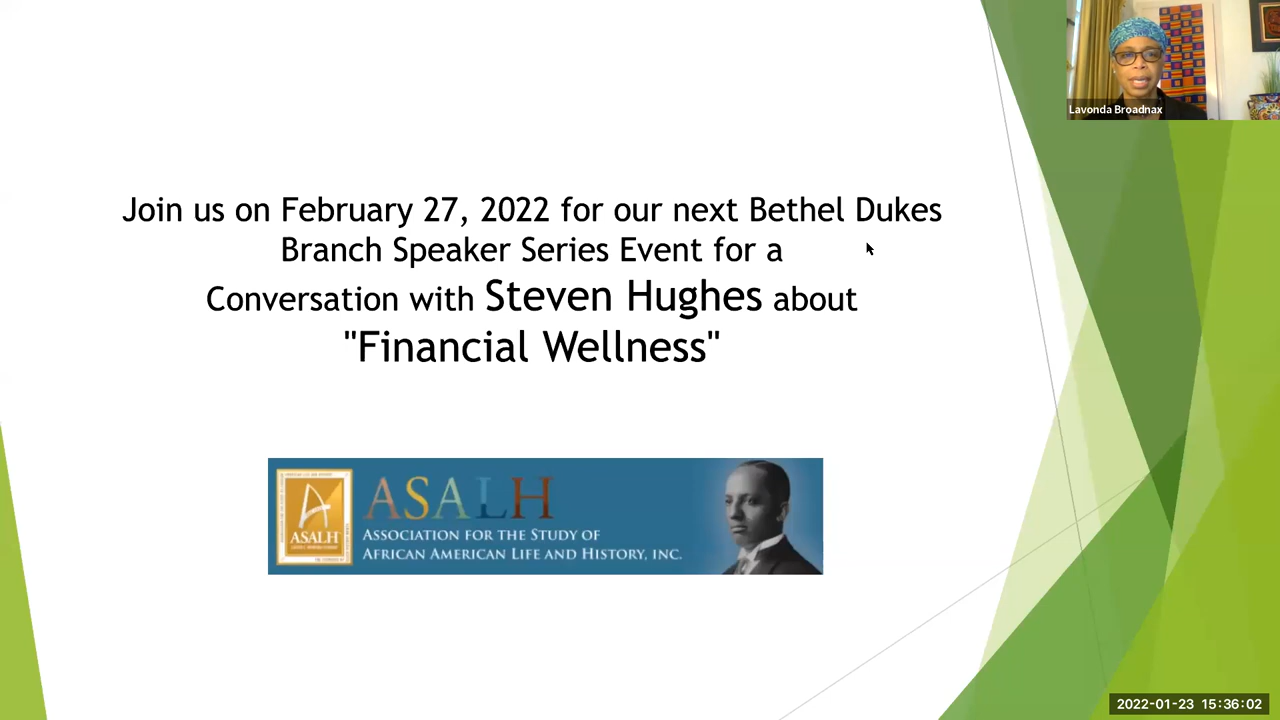 Lavonda Broadnax
Join us on February 27, 2022 for our next Bethel Dukes
Branch Speaker Series Event for a
Conversation with Steven Hughes about
"Financial Wellness"
ASALH
ASSOCIATION FOR THE STUDY OF
AFRICAN AMERICAN LIFE AND HISTORY, INC.
ASALH
2022-01-23 15:36:02